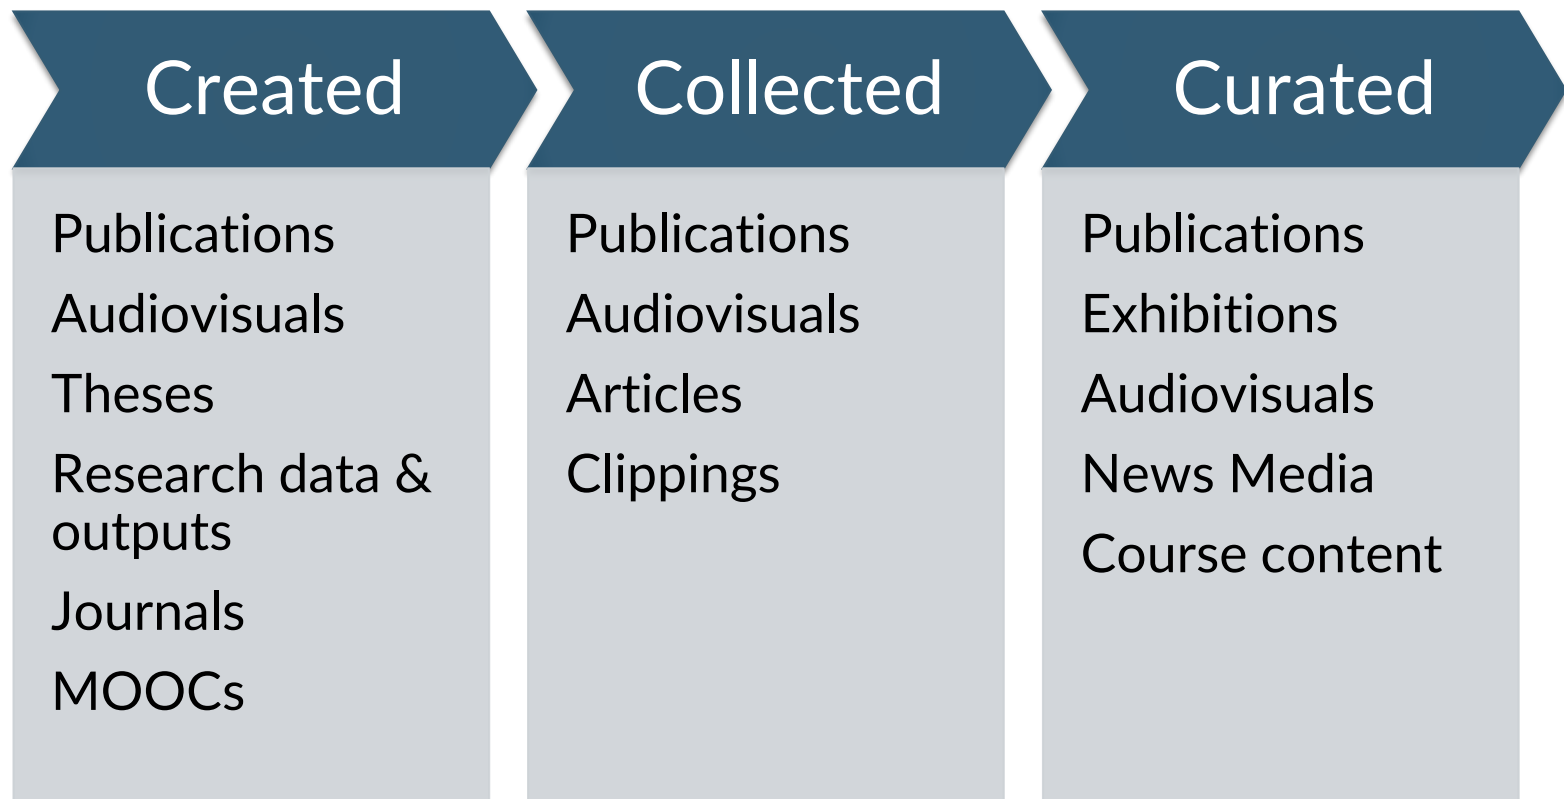 Created
Publications
Audiovisuals
Theses
Research data &
outputs
Journals
MOOCs
Collected
Publications
Audiovisuals
Articles
Clippings
Curated
Publications
Exhibitions
Audiovisuals
News Media
Course content